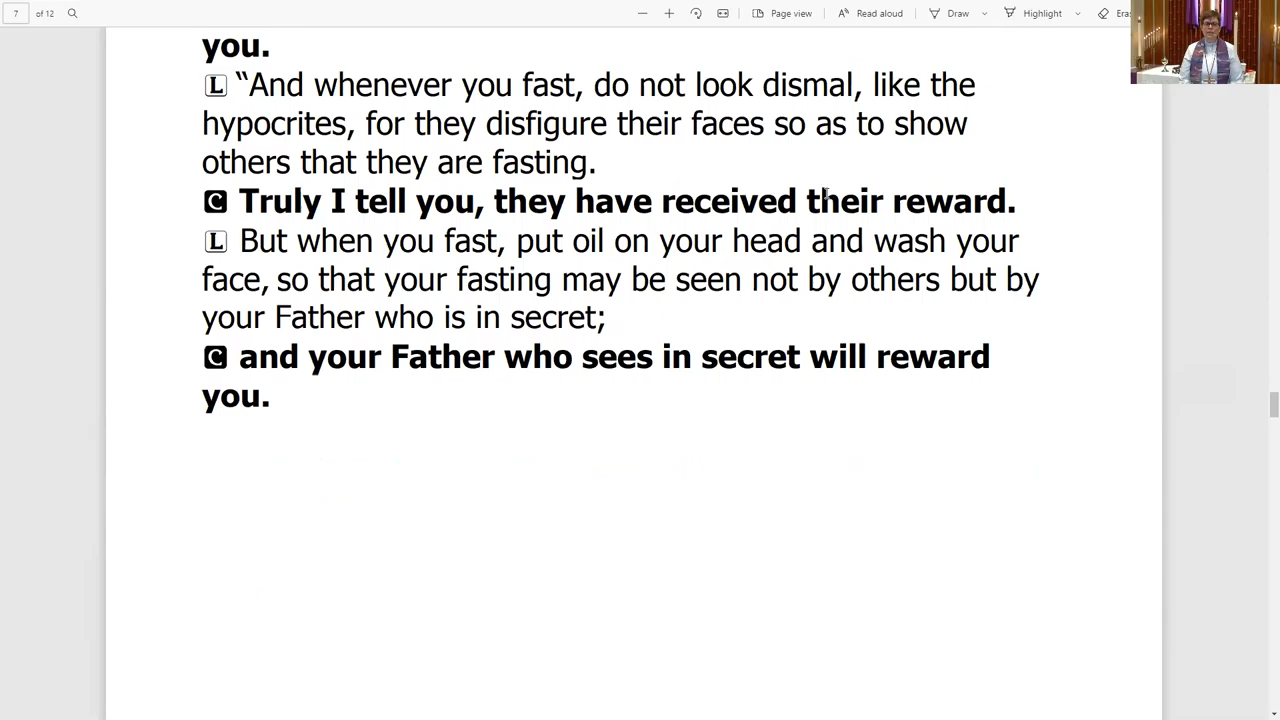 7 of 12 Page view Read aloud Draw Highlight Eras
you.
L “And whenever you fast, do not look dismal, like the
hypocrites, for they disfigure their faces so as to show
others that they are fasting.
C Truly I tell you, they have received their reward.
L But when you fast, put oil on your head and wash your
face, so that your fasting may be seen not by others but by
your Father who is in secret;
C and your Father who sees in secret will reward
you.